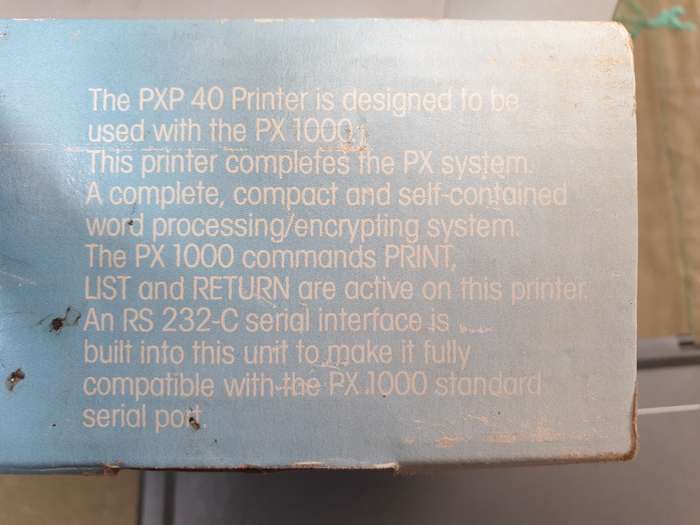 The PXP 40 Printer is designed to be
used with the PX 1000.
This printer completes the PX system.
A complete, compact and self-contained
word processing/encrypting system.
The PX 1000 commands PRINT,
LIST and RETURN are active on this printer.
An RS 232-C serial interface is
built into this unit to make it fully
compatible with the PX 1000 standard
serial port.